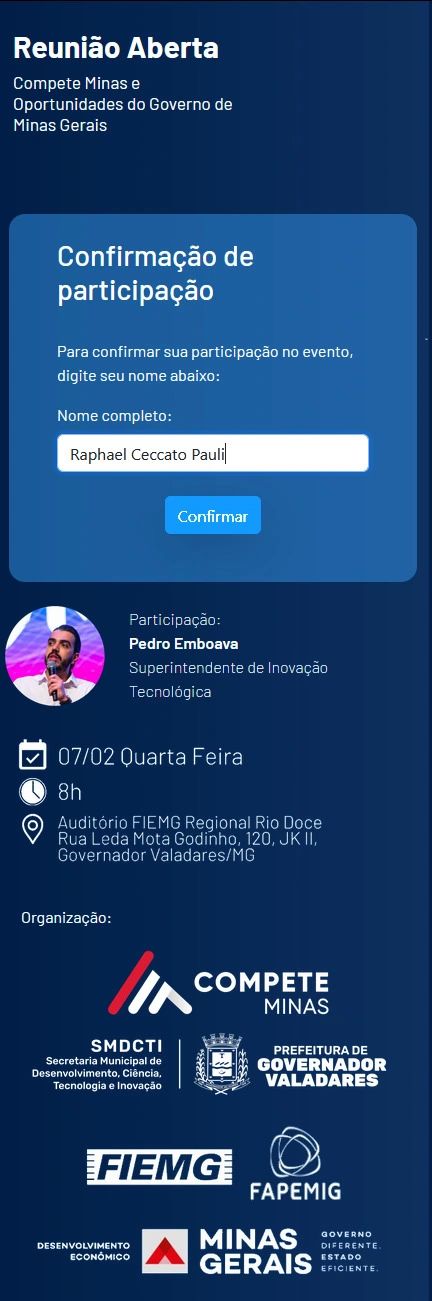 Reunião Aberta
Compete Minas e
Oportunidades do Governo de
Minas Gerais
Confirmação de
participação
Para confirmar sua participação no evento,
digite seu nome abaixo:
Nome completo:
Raphael Ceccato Pauli
Confirmar
Participação:
Pedro Emboava
Superintendente de Inovação
Tecnológica
07/02 Quarta Feira
8h
Auditório FIEMG Regional Rio Doce
Rua Leda Mota Godinho, 120, JK II,
Governador Valadares/MG
Organização:
COMPETE
MINAS
SMDCTI
Secretaria Municipal de
Desenvolvimento, Ciência,
Tecnologia e Inovação
PREFEITURA DE
GOVERNADOR
VALADARES
FIEMG
FAPEMIG
DESENVOLVIMENTO
ECONÔMICO
MINAS
GERAIS
GOVERNO
DIFERENTE.
ESTADO
EFICIENTE.